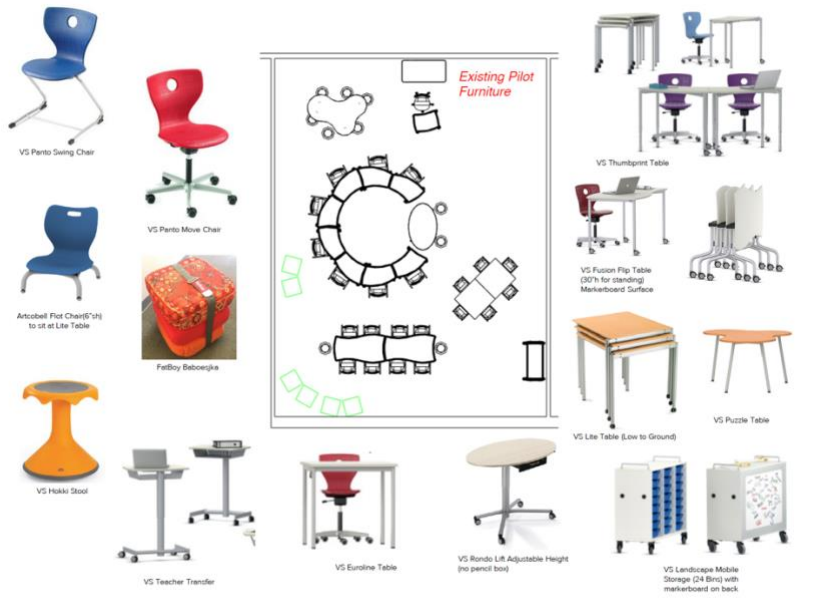 Existing Pilot
Furniture
VS Panto Swing Chair
VS Panto Move Chair
VS Thumbprint Table
VS Fusion Flip Table
(30"h for standing)
Markerboard Surface
Artcobell Flot Chair(6"sh)
to sit at Lite Table
FatBoy Baboesjka
VS Puzzle Table
VS Lite Table (Low to Ground)
VS Hokki Stool
VS Teacher Transfer
VS Euroline Table
VS Rondo Lift Adjustable Height
(no pencil box)
VS Landscape Mobile
Storage (24 Bins) with
markerboard on back